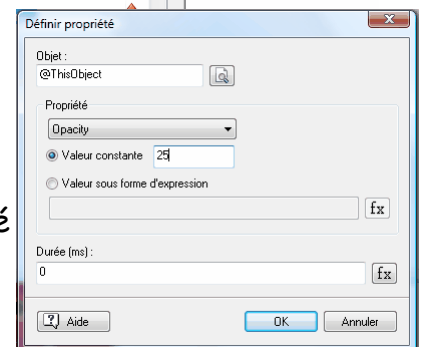 Définir propriété
Objet :
@ThisObject
Propriété
Opacity
Valeur constante 25
Valeur sous forme d'expression
fx
é
Durée (ms) :
0
fx
Aide OK Annuler